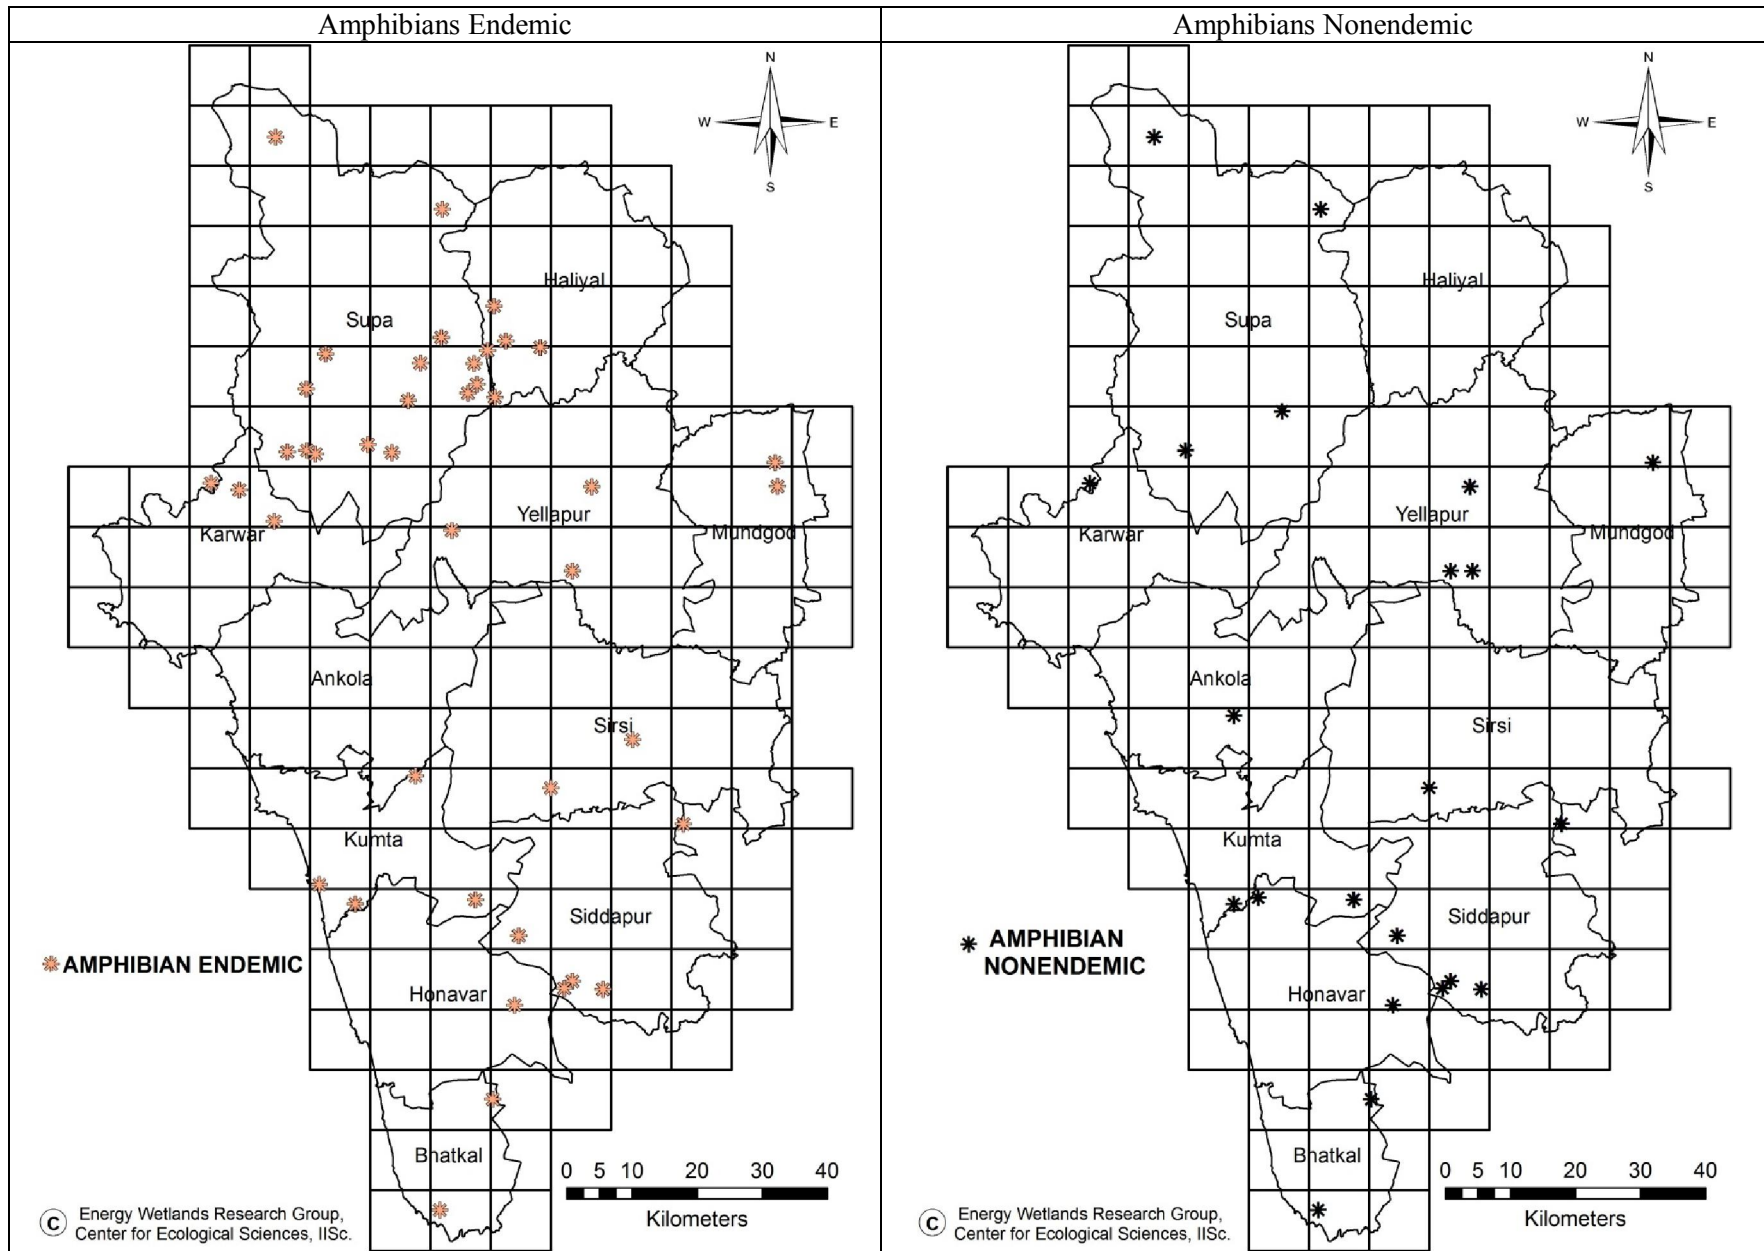 Amphibians Endemic
N
W E
S
Haliyal
Supa
Yellapur
Karwar
Mundgod
Ankola
Sirsi
Kumta
Siddapur
AMPHIBIAN ENDEMIC
Honavar
Bhatkal
0 5 10 20 30 40
Kilometers
C Energy Wetlands Research Group,
Center for Ecological Sciences, IISc.
Amphibians Nonendemic
N
W E
S
Haliyal
Supa
Yellapur
Karwar
Mundgod
Ankola
Sirsi
Kumta
Siddapur
AMPHIBIAN
NONENDEMIC
Honavar
Bhatkal
0 5 10 20 30 40
Kilometers
C Energy Wetlands Research Group,
Center for Ecological Sciences, IISc.